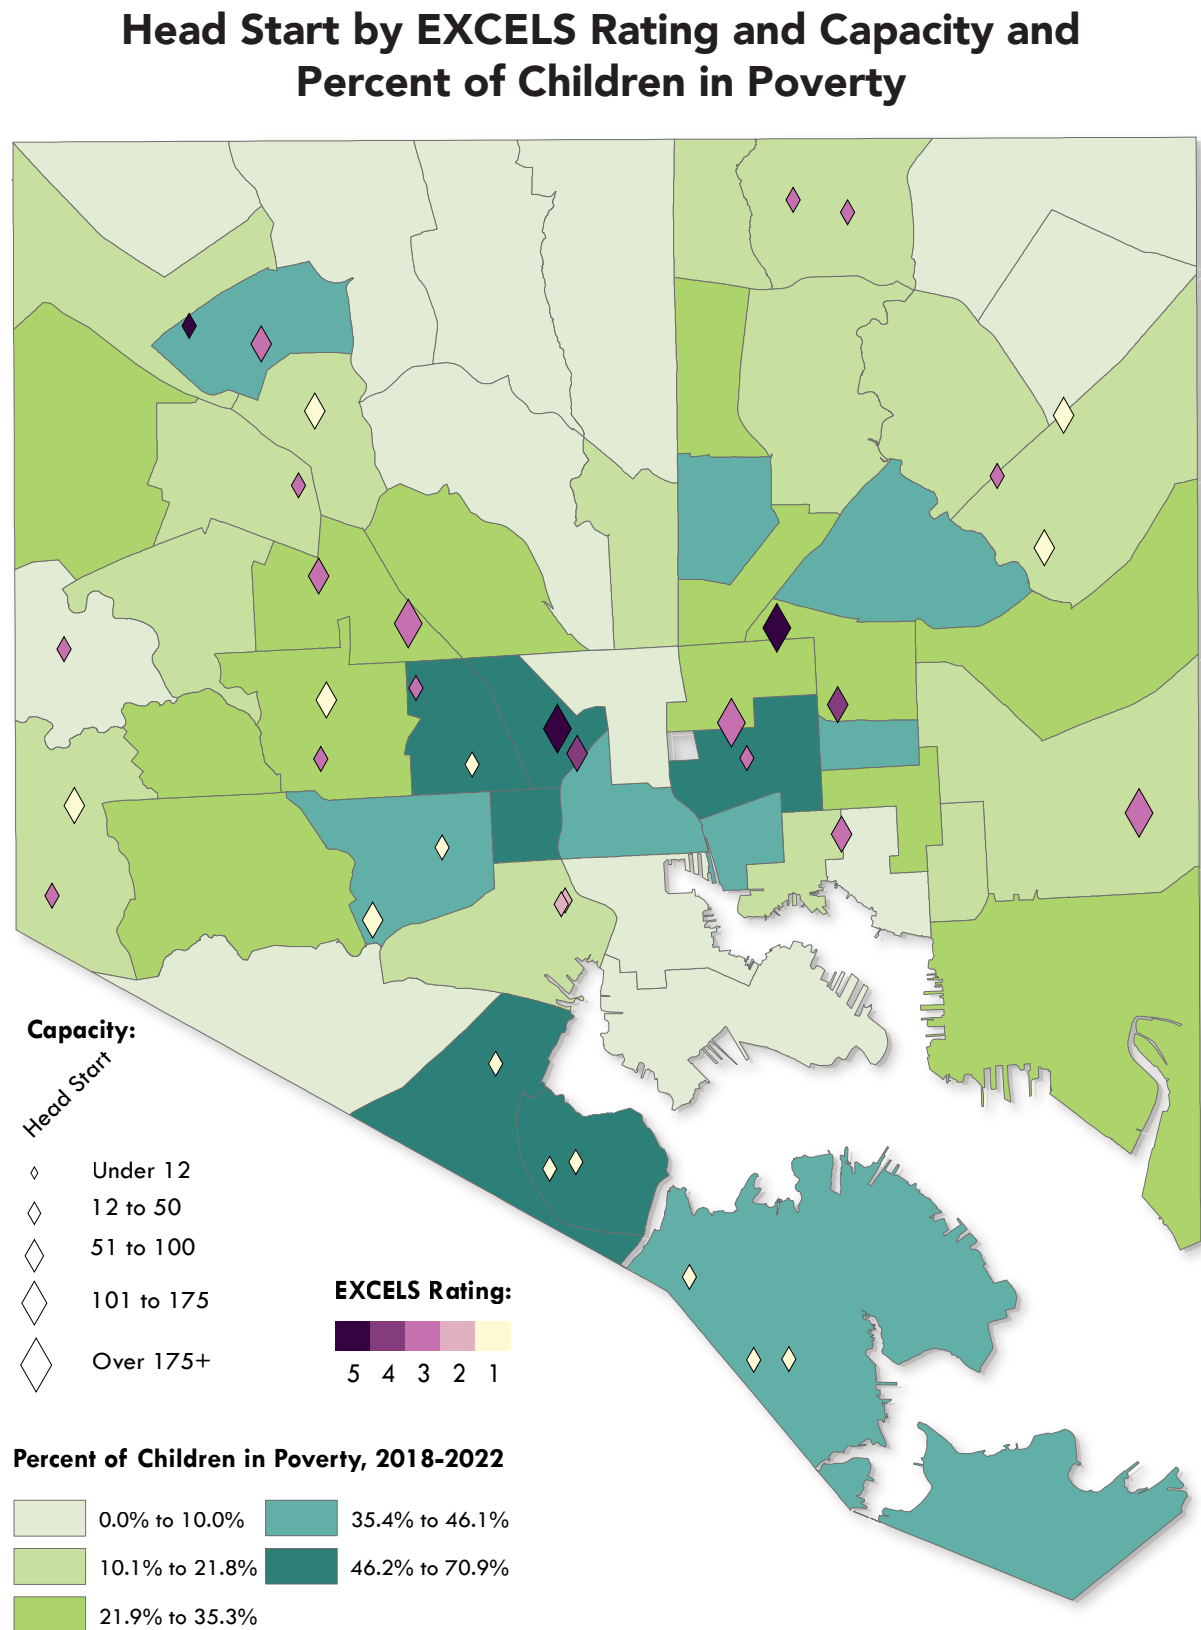 Head Start by EXCELS Rating and Capacity and
Percent of Children in Poverty
Capacity:
Head Start
Under 12
12 to 50
51 to 100
101 to 175
Over 175+
EXCELS Rating:
5 4 3 2 1
Percent of Children in Poverty, 2018-2022
0.0% to 10.0% 35.4% to 46.1%
10.1% to 21.8% 46.2% to 70.9%
21.9% to 35.3%